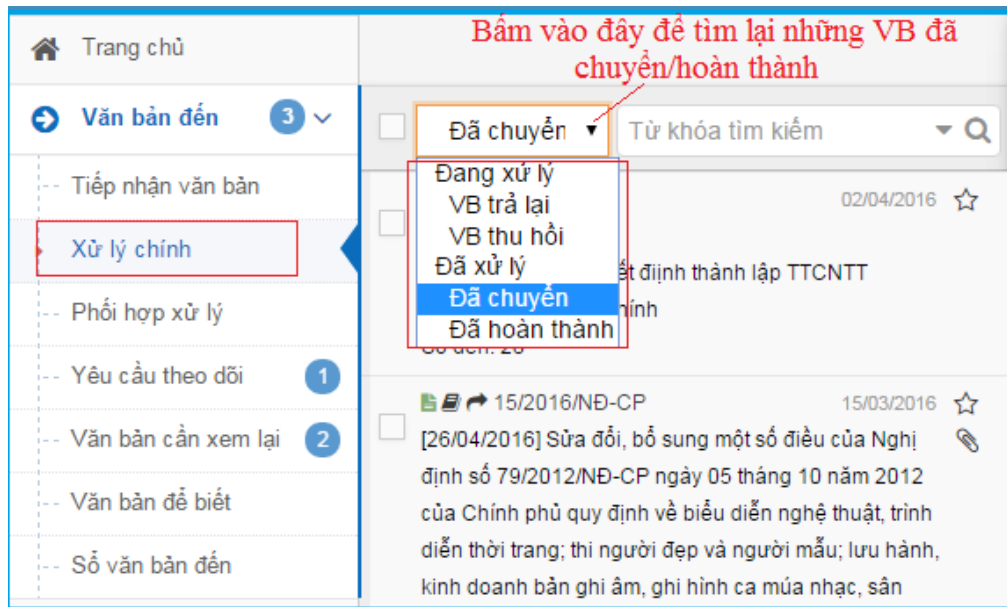 Trang chủ
Văn bản đến 3
Tiếp nhận văn bản
Xử lý chính
Phối hợp xử lý
Yêu cầu theo dõi 1
Văn bản cần xem lại 2
Văn bản để biết
Sổ văn bản đến
Bấm vào đây để tìm lại những VB đã
chuyển/hoàn thành
Đã chuyển
Từ khóa tìm kiếm
Đang xử lý
VB trả lại
VB thu hồi
Đã xử lý
Đã chuyển
Đã hoàn thành
02/04/2016
điịnh thành lập TTCNTT
15/2016/NĐ-CP 15/03/2016
[26/04/2016] Sửa đổi, bổ sung một số điều của Nghị
định số 79/2012/NĐ-CP ngày 05 tháng 10 năm 2012
của Chính phủ quy định về biểu diễn nghệ thuật, trình
diễn thời trang; thi người đẹp và người mẫu; lưu hành,
kinh doanh bản ghi âm, ghi hình ca múa nhạc, sân